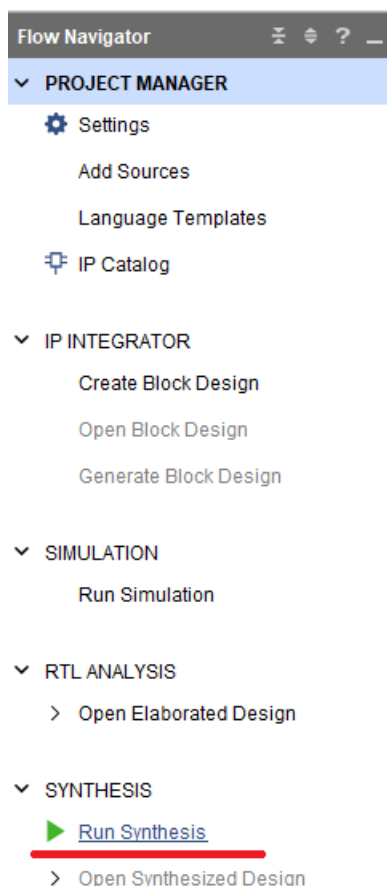 Flow Navigator ?
PROJECT MANAGER
Settings
Add Sources
Language Templates
IP Catalog
IP INTEGRATOR
Create Block Design
Open Block Design
Generate Block Design
SIMULATION
Run Simulation
RTL ANALYSIS
Open Elaborated Design
SYNTHESIS
Run Synthesis
Open Synthesized Design